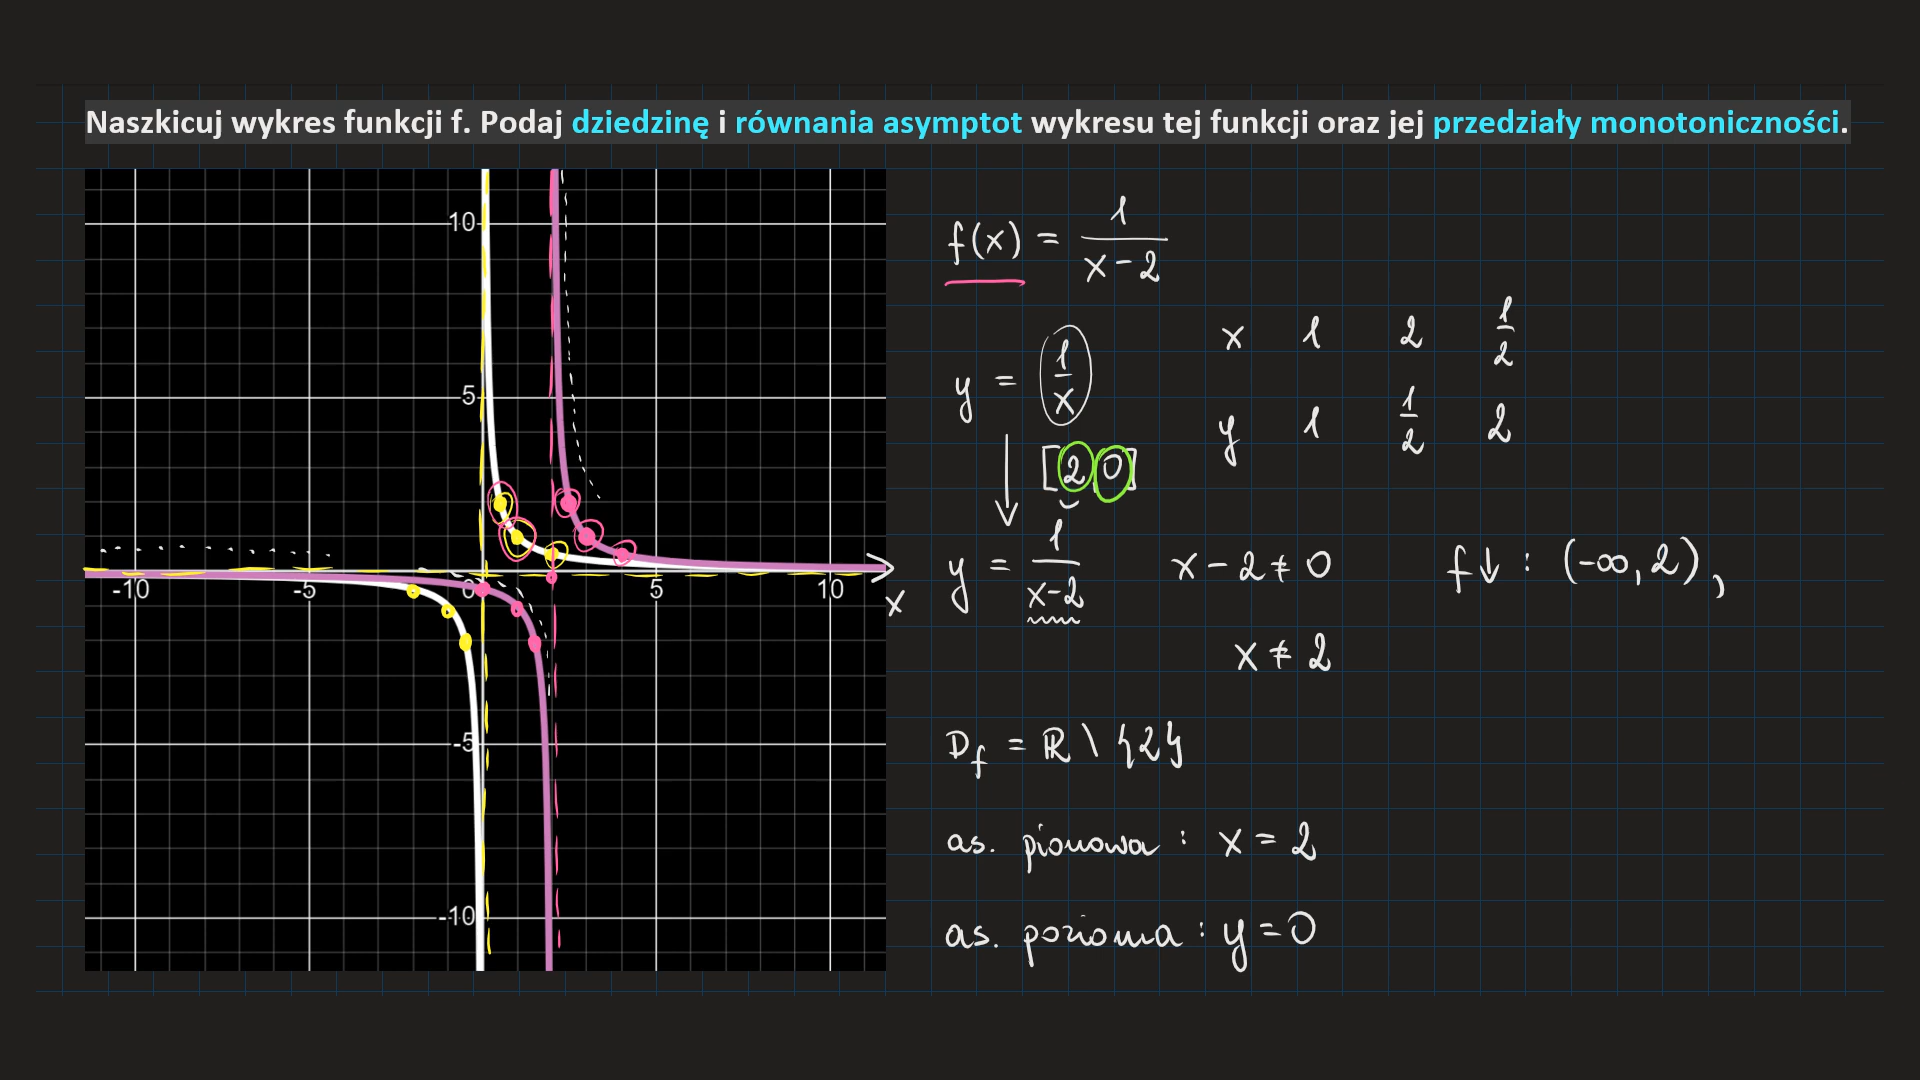 Naszkicuj wykres funkcji f. Podaj dziedzinę i równania asymptot wykresu tej funkcji oraz jej przedziały monotoniczności.
f(x) = 1/(x-2)
x 1 2 1/2
y = 1/x
y 1 1/2 2
[2 0]
y = 1/(x-2) x-2≠0 f↓ : (-∞,2),
x≠2
D_f = ℝ \ {2}
as. pionowa : x = 2
as. pozioma : y = 0
10
5
-10 -5 0 5 10
x
-5
-10